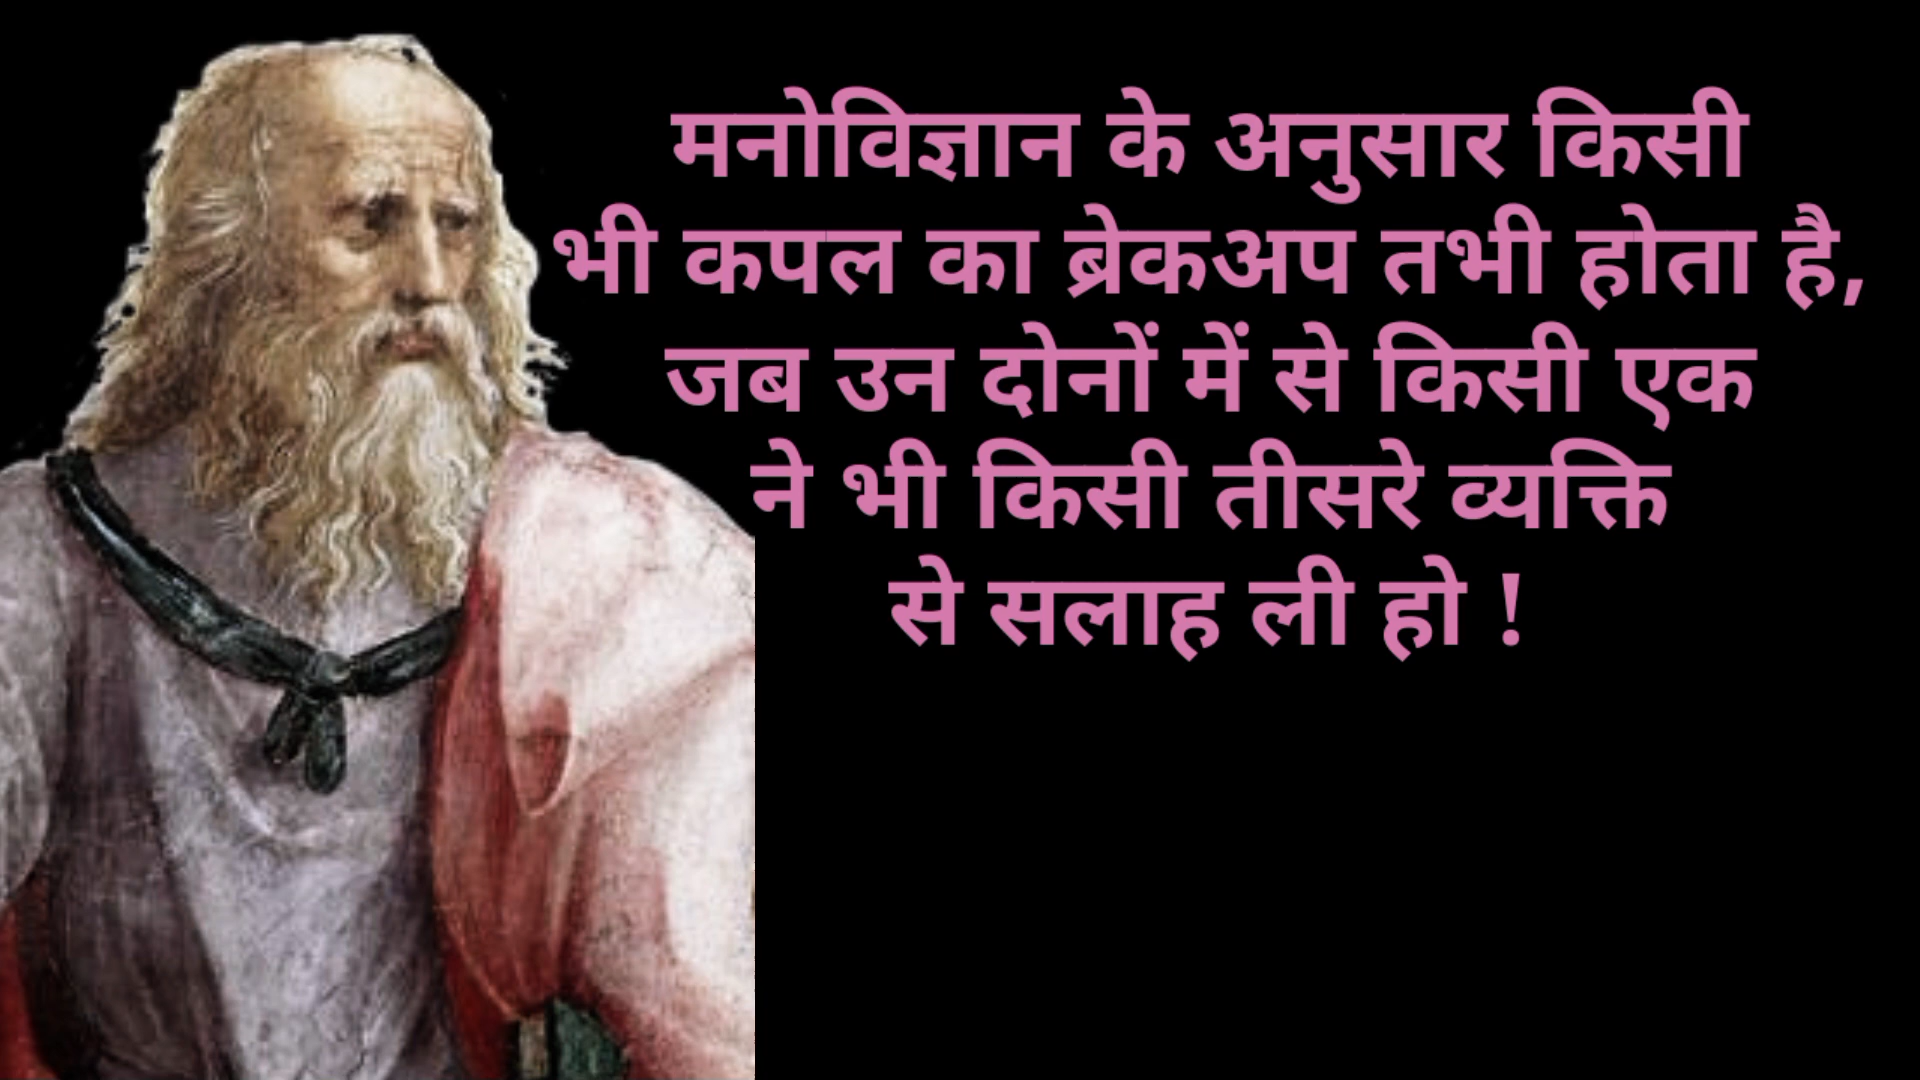 मनोविज्ञान के अनुसार किसी
भी कपल का ब्रेकअप तभी होता है,
जब उन दोनों में से किसी एक
ने भी किसी तीसरे व्यक्ति
से सलाह ली हो !